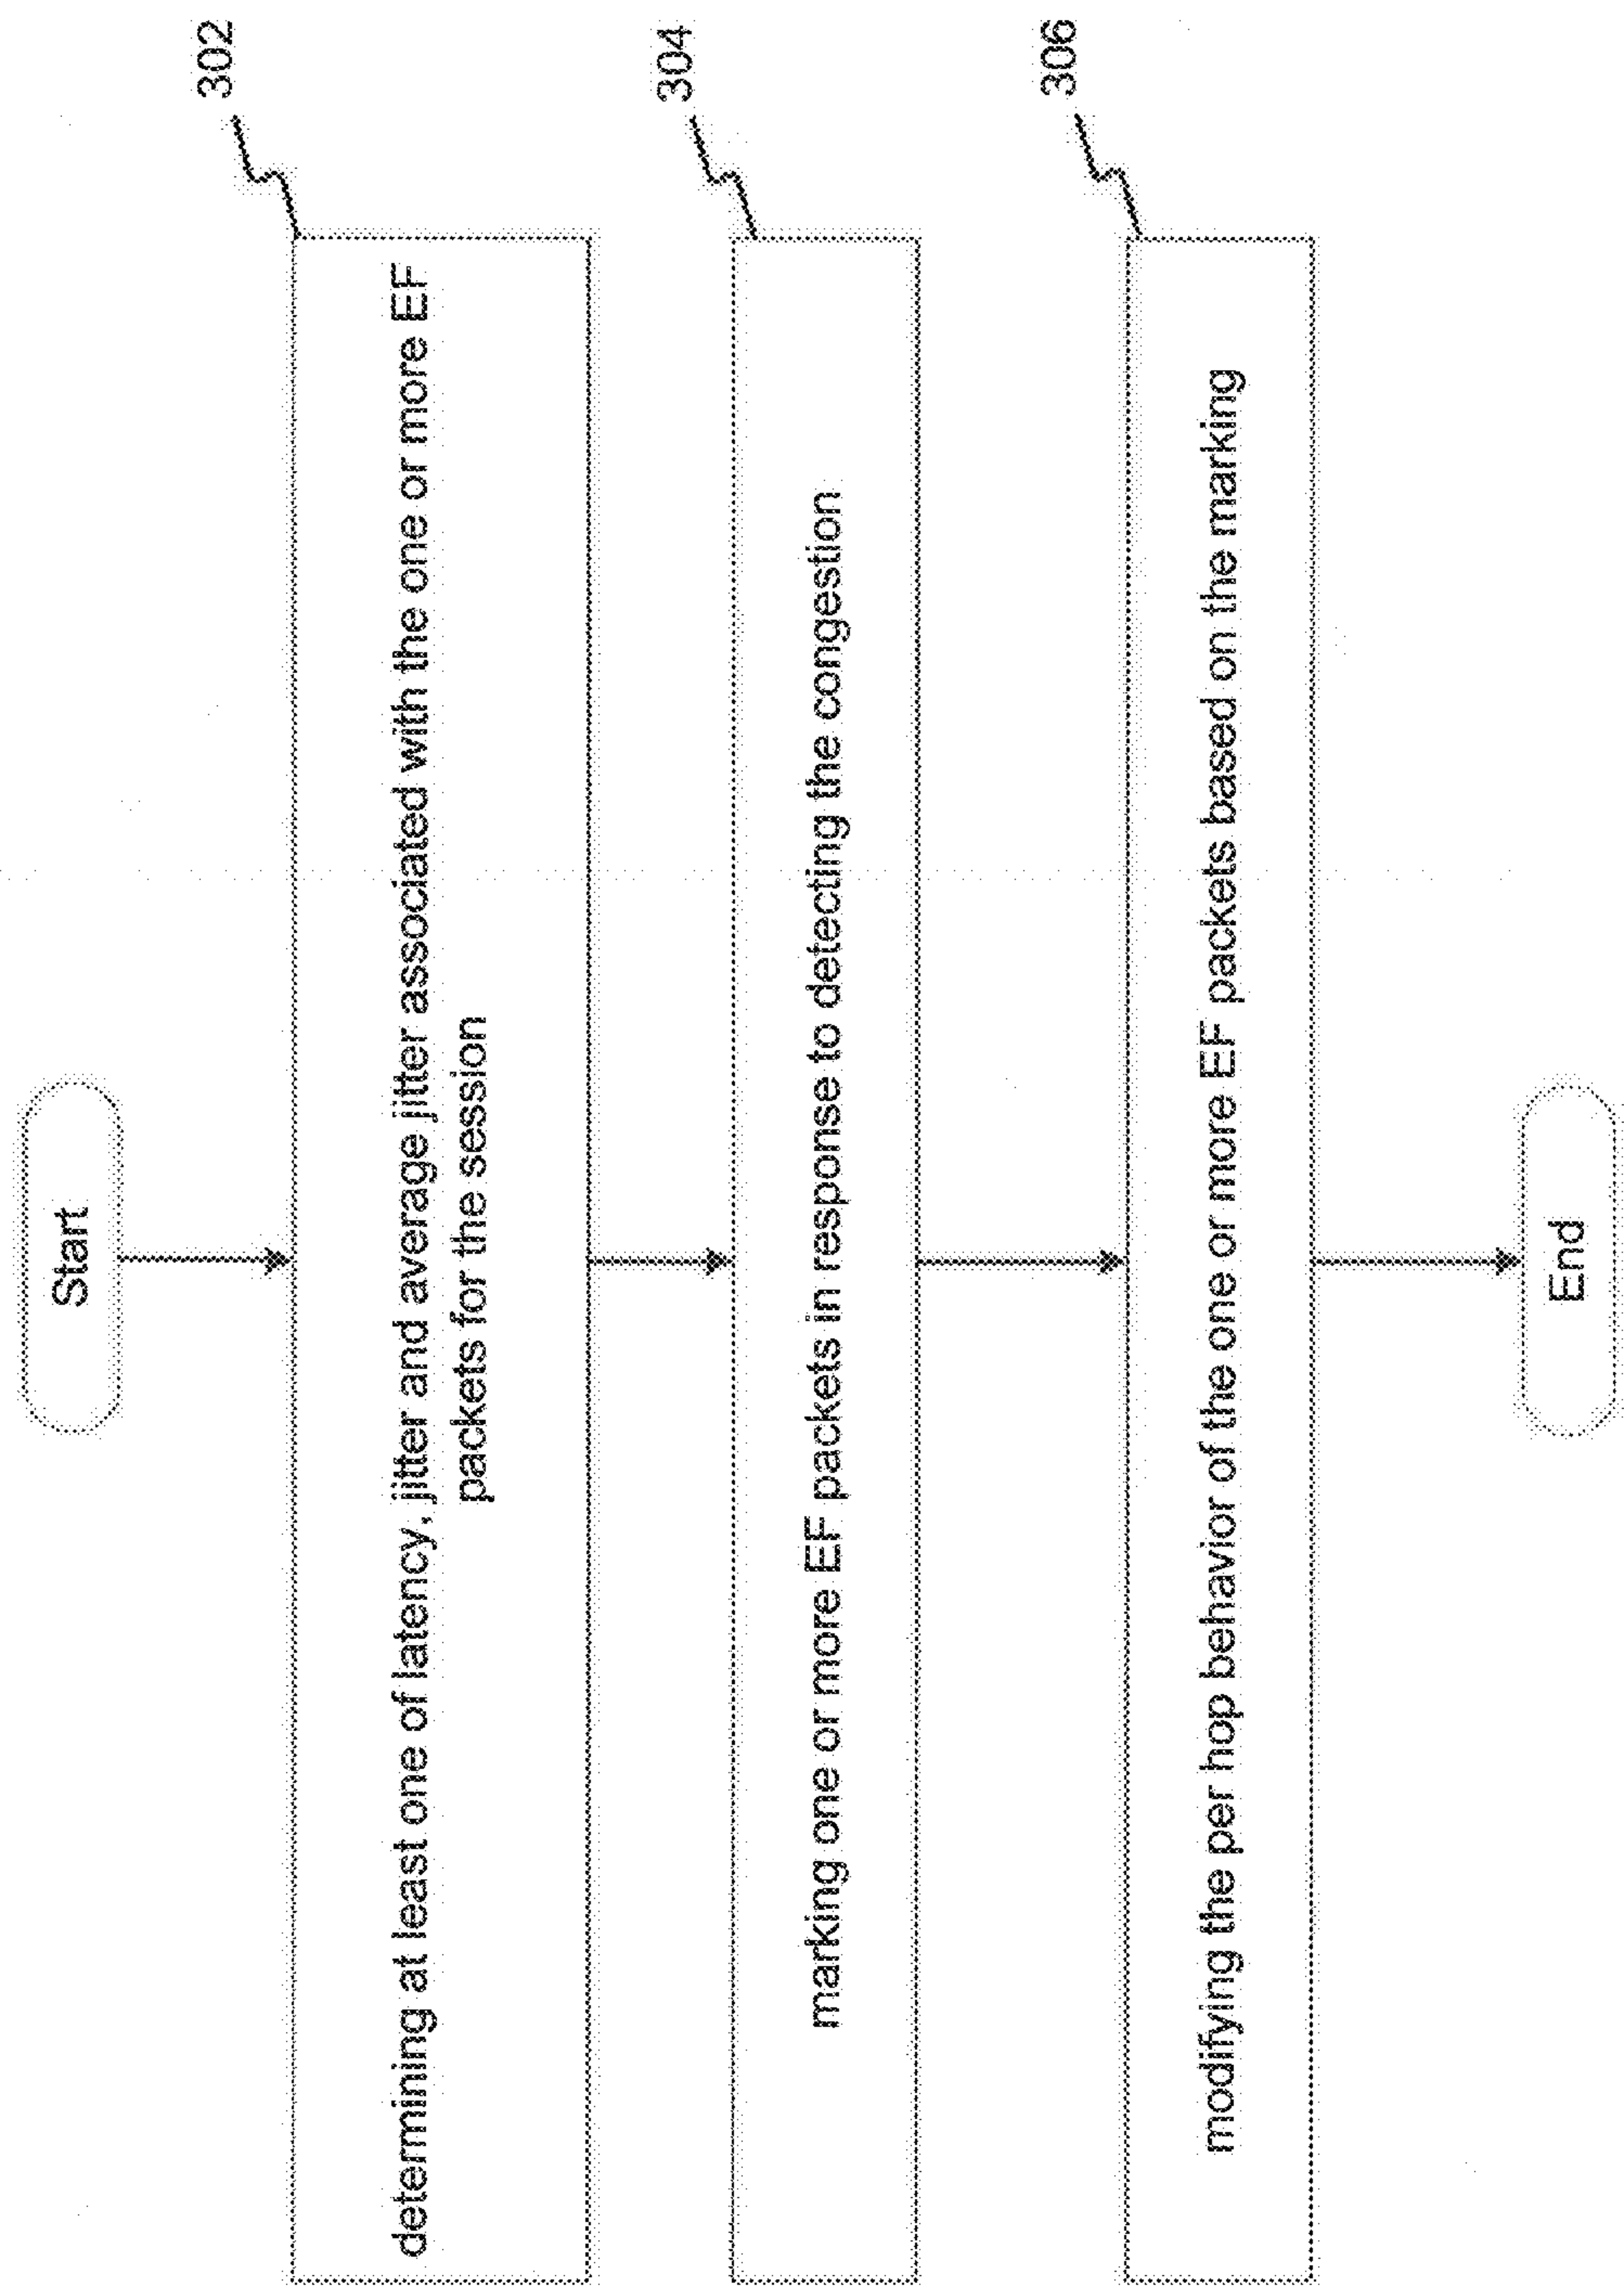 Start
302
determining at least one of latency, jitter and average jitter associated with the one or more EF
packets for the session
304
marking one or more EF packets in response to detecting the congestion
306
modifying the per hop behavior of the one or more EF packets based on the marking
End